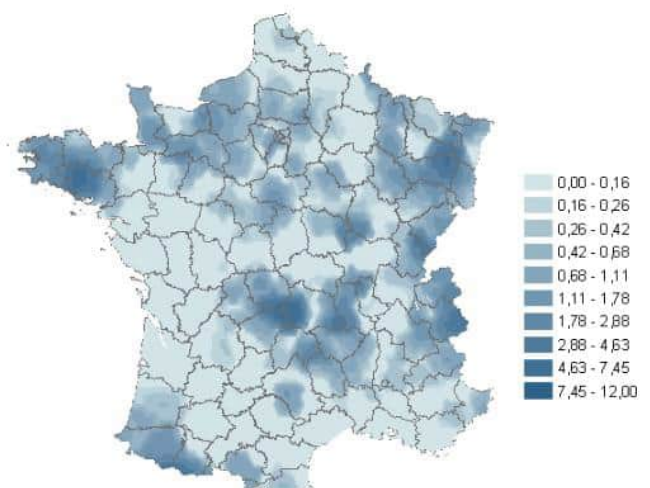 0,00 - 0,16
0,16 - 0,26
0,26 - 0,42
0,42 - 0,68
0,68 - 1,11
1,11 - 1,78
1,78 - 2,88
2,88 - 4,63
4,63 - 7,45
7,45 - 12,00